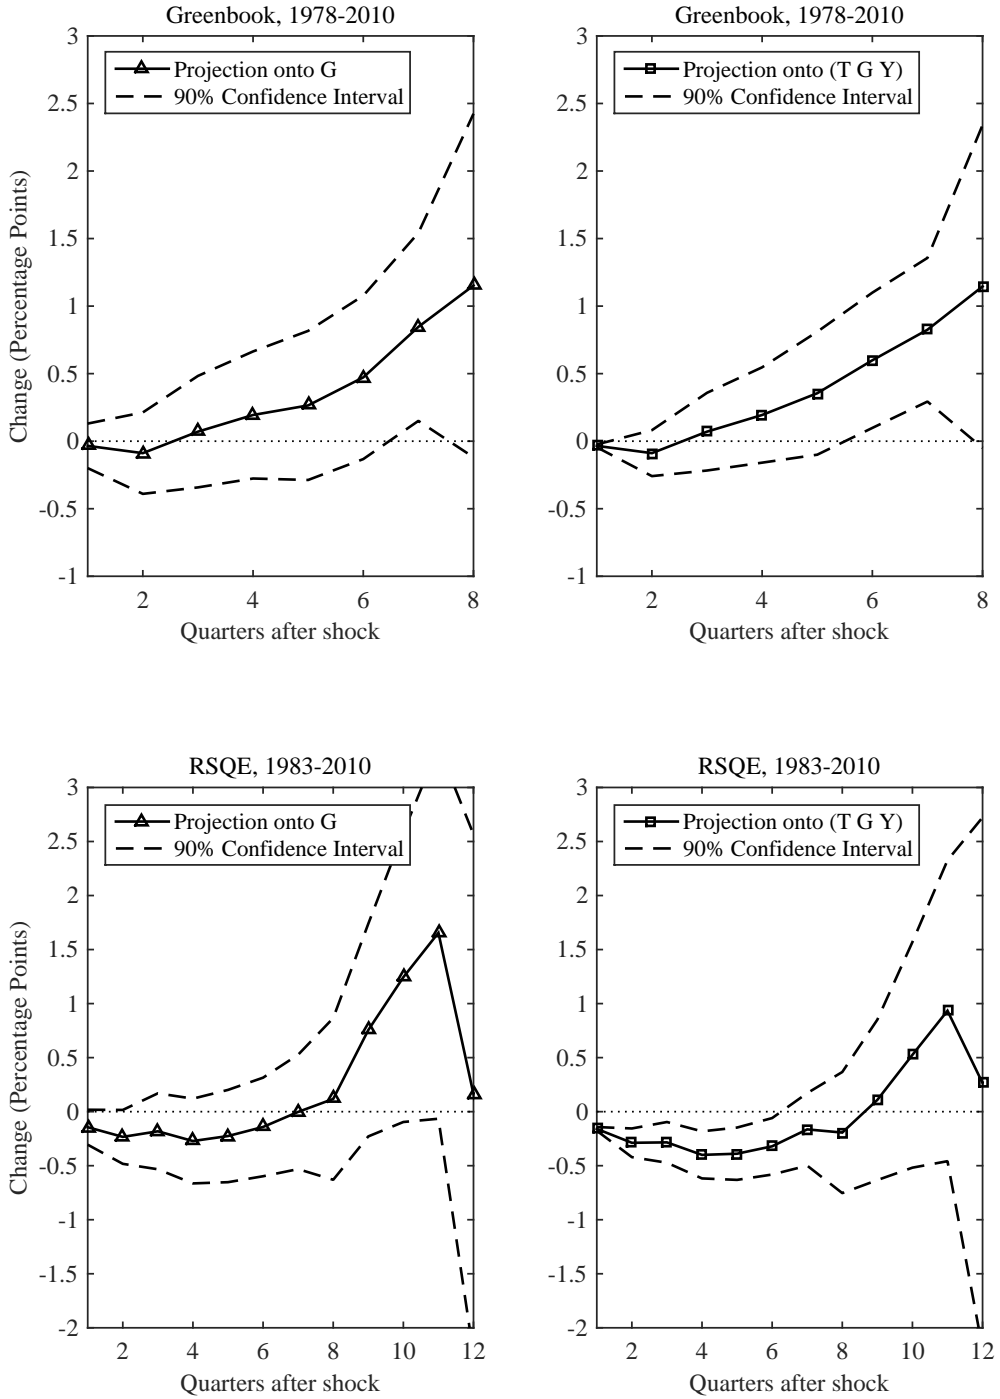 Greenbook, 1978-2010
Projection onto G
90% Confidence Interval
Change (Percentage Points)
3
2.5
2
1.5
1
0.5
0
-0.5
-1
2 4 6 8
Quarters after shock
Greenbook, 1978-2010
Projection onto (T G Y)
90% Confidence Interval
3
2.5
2
1.5
1
0.5
0
-0.5
-1
2 4 6 8
Quarters after shock
RSQE, 1983-2010
Projection onto G
90% Confidence Interval
Change (Percentage Points)
3
2.5
2
1.5
1
0.5
0
-0.5
-1
-1.5
-2
2 4 6 8 10 12
Quarters after shock
RSQE, 1983-2010
Projection onto (T G Y)
90% Confidence Interval
3
2.5
2
1.5
1
0.5
0
-0.5
-1
-1.5
-2
2 4 6 8 10 12
Quarters after shock